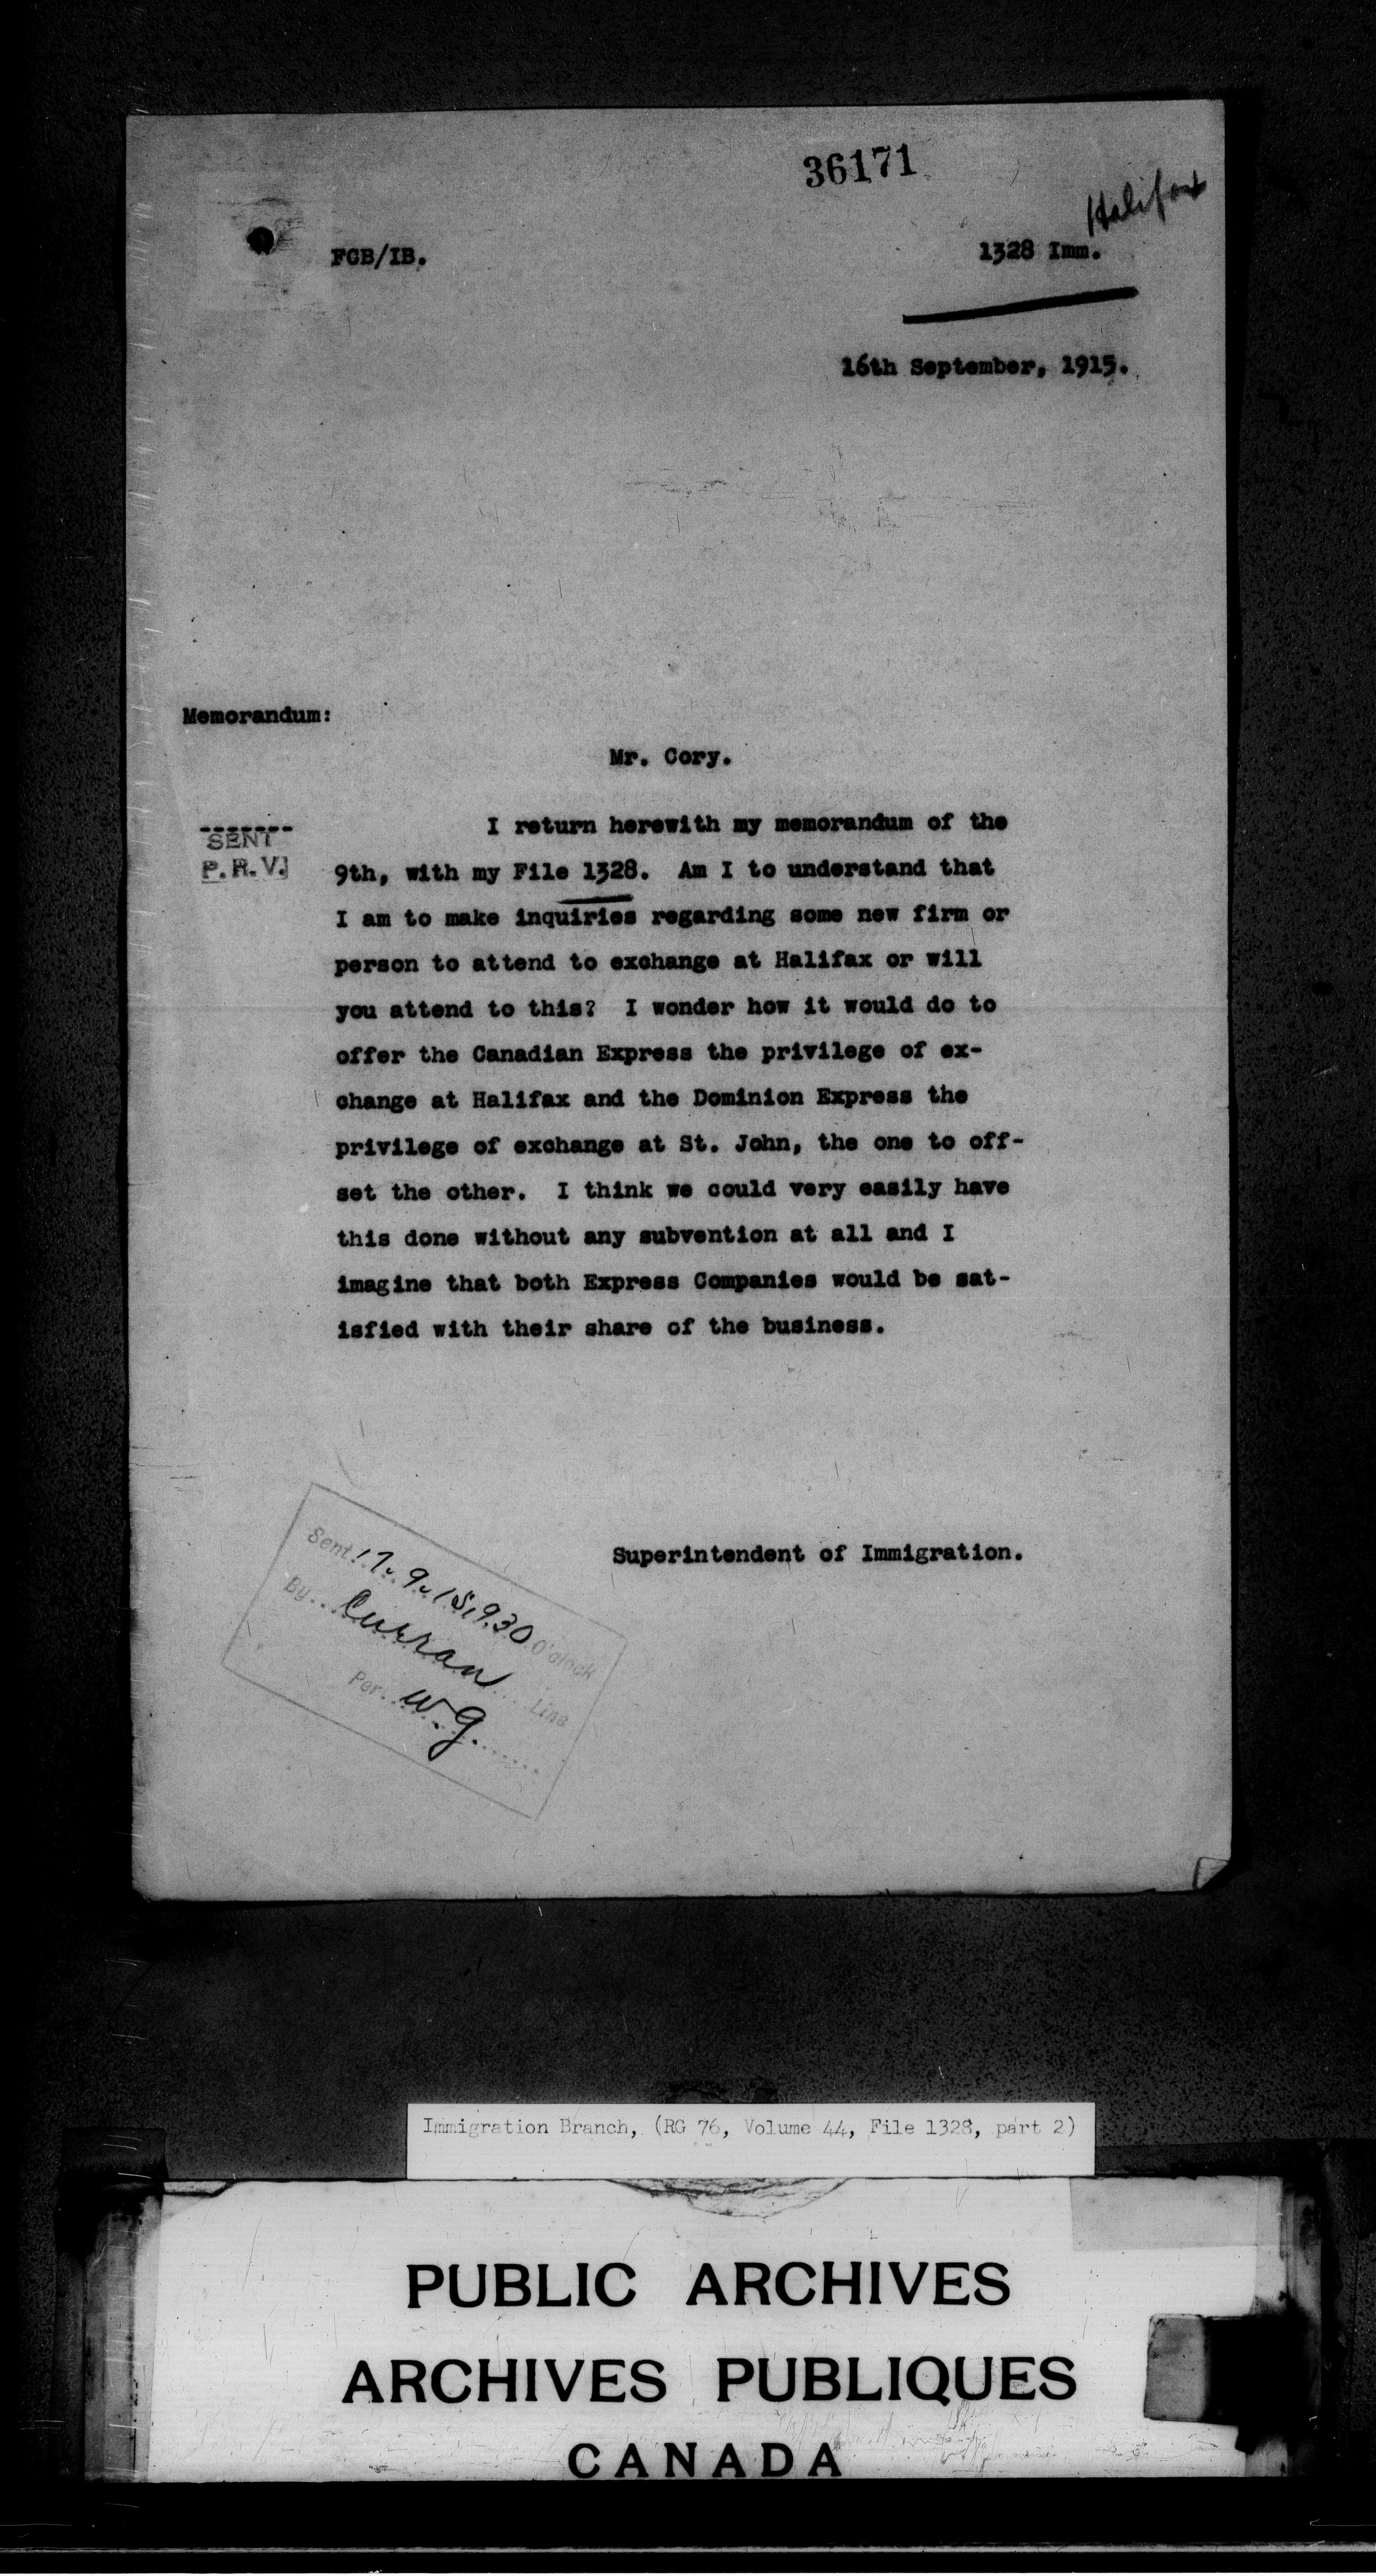 36171
Halifax
FCB/IB.
1328 Imm.
16th September, 1915.
Memorandum:
Mr. Cory.
SENT
P.R.V.
I return herewith my memorandum of the
9th, with my File 1328. Am I to understand that
I am to make inquiries regarding some new firm or
person to attend to exchange at Halifax or will
you attend to this? I wonder how it would do to
offer the Canadian Express the privilege of ex-
change at Halifax and the Dominion Express the
privilege of exchange at St. John, the one to off-
set the other. I think we could very easily have
this done without any subvention at all and I
imagine that both Express Companies would be sat-
isfied with their share of the business.
Superintendent of Immigration.
Sent 17.9.15, 9.30 O'clock
By Curran Line
Per W.G.
Immigration Branch, (RG 76, Volume 44, File 1328, part 2)
PUBLIC ARCHIVES
ARCHIVES PUBLIQUES
CANADA